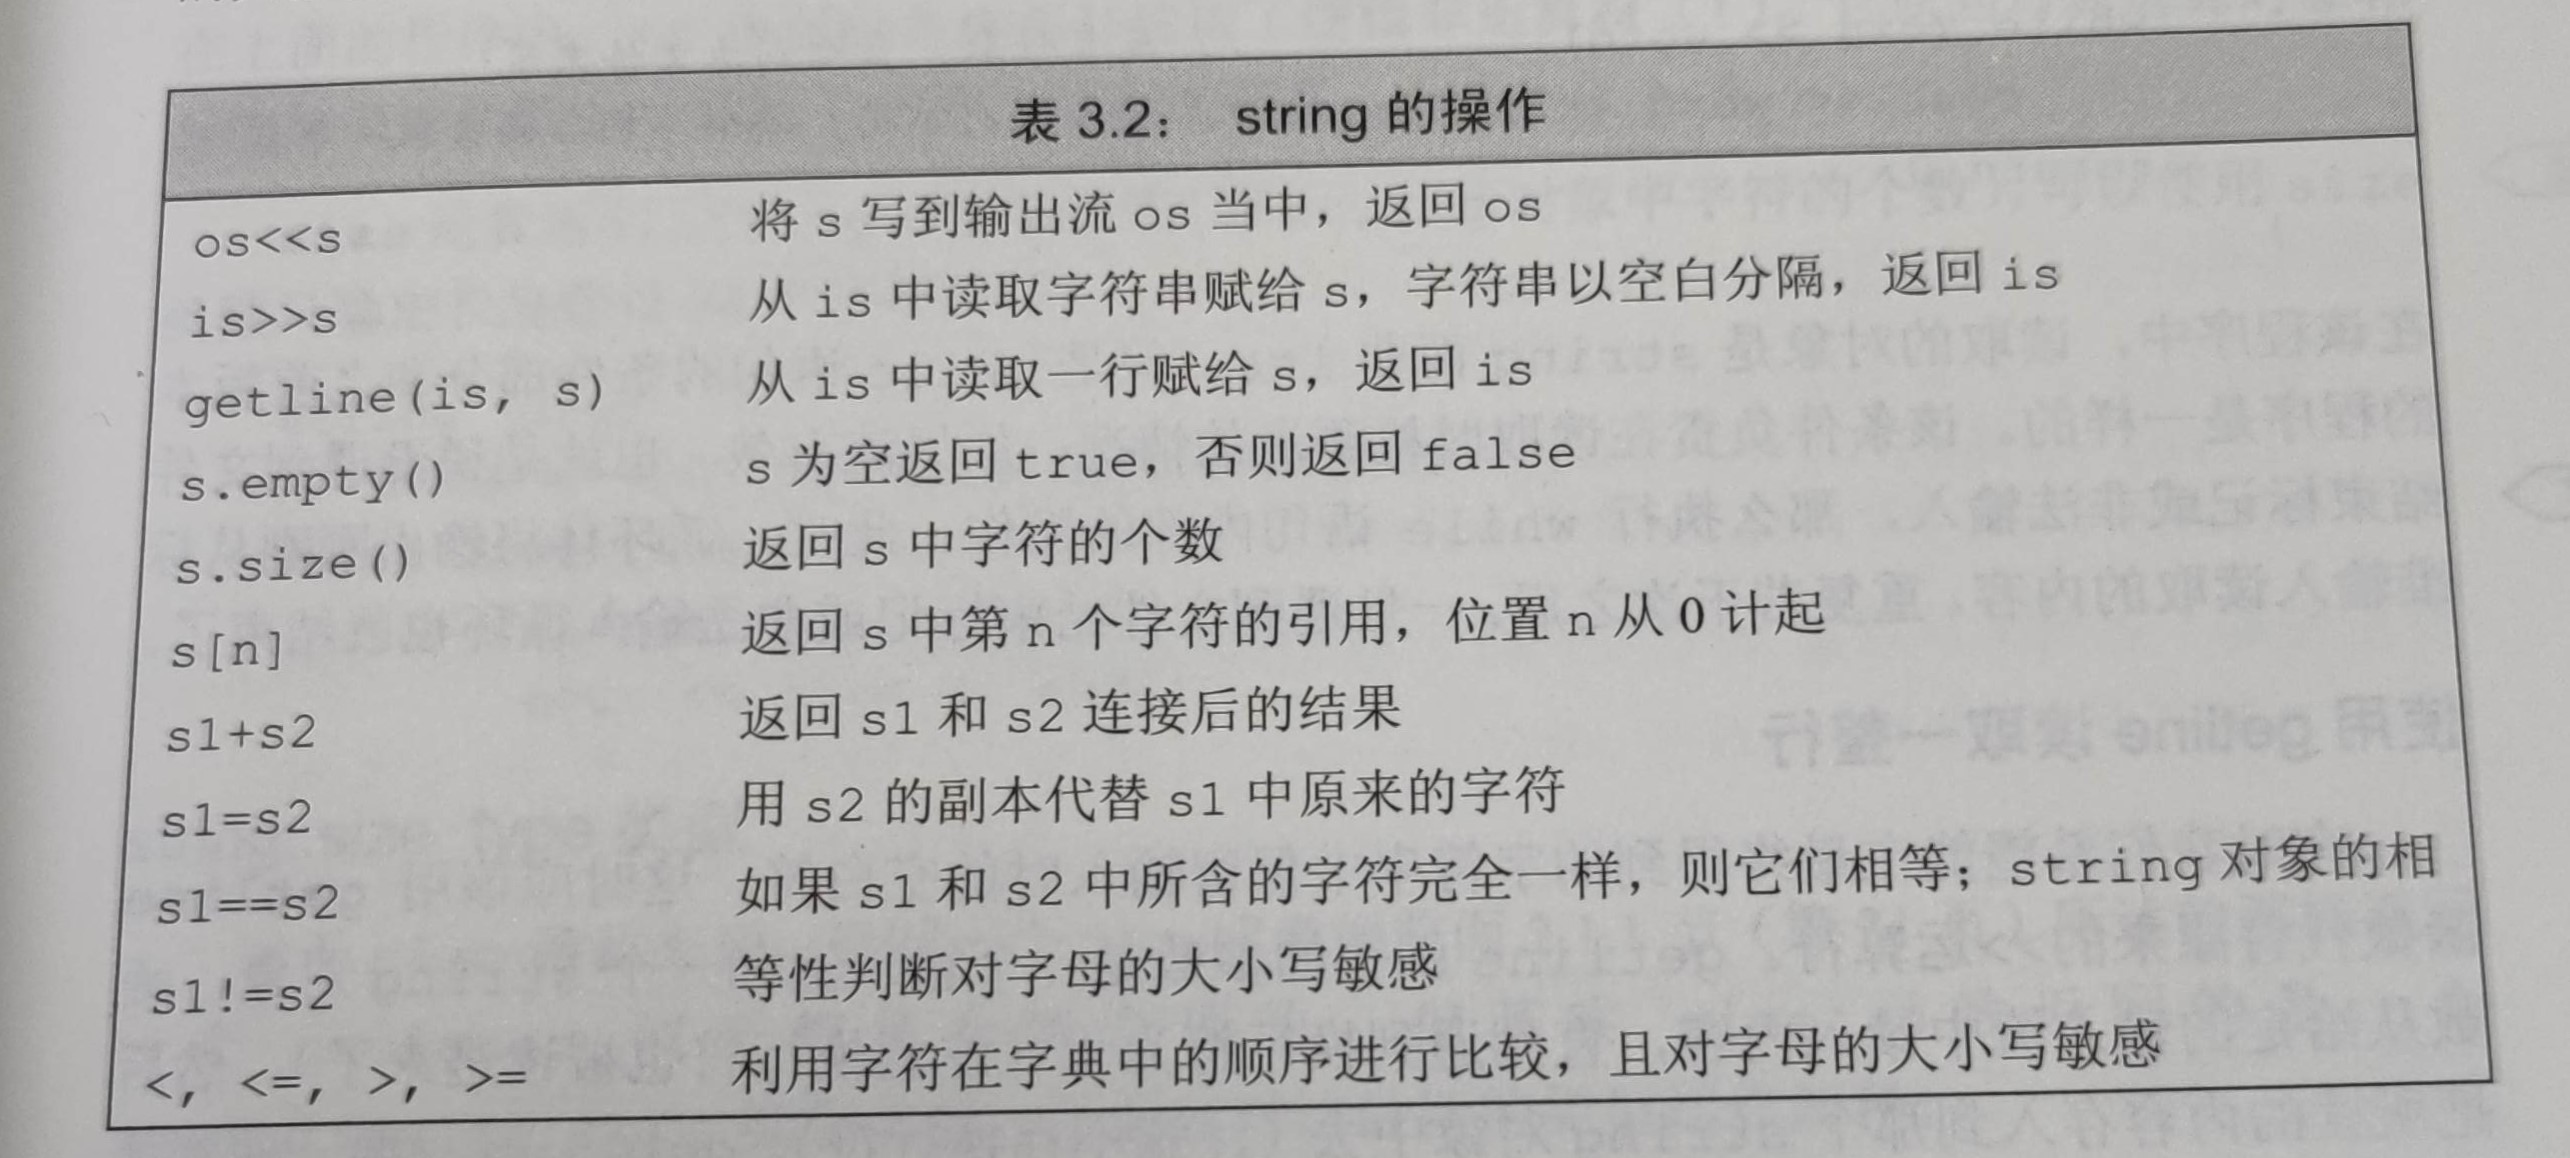 表 3.2: string 的操作
os<<s 将 s 写到输出流 os 当中，返回 os
is>>s 从 is 中读取字符串赋给 s，字符串以空白分隔，返回 is
getline(is, s) 从 is 中读取一行赋给 s，返回 is
s.empty() s 为空返回 true，否则返回 false
s.size() 返回 s 中字符的个数
s[n] 返回 s 中第 n 个字符的引用，位置 n 从 0 计起
s1+s2 返回 s1 和 s2 连接后的结果
s1=s2 用 s2 的副本代替 s1 中原来的字符
s1==s2 如果 s1 和 s2 中所含的字符完全一样，则它们相等；string 对象的相
s1!=s2 等性判断对字母的大小写敏感
<, <=, >, >= 利用字符在字典中的顺序进行比较，且对字母的大小写敏感